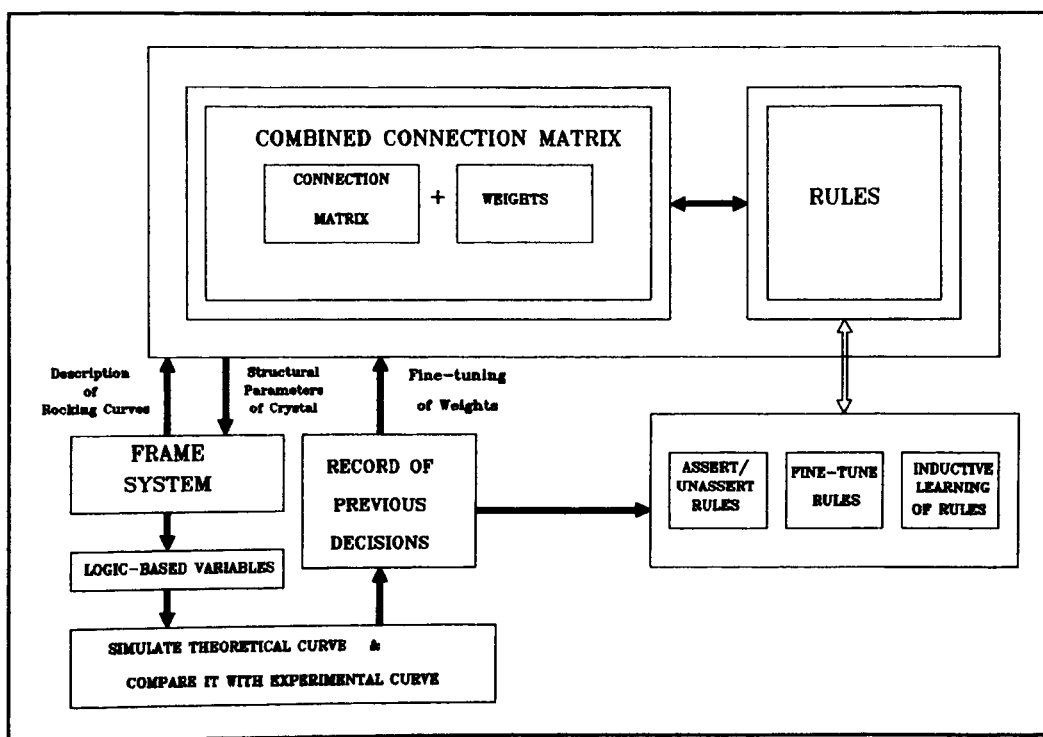 COMBINED CONNECTION MATRIX
CONNECTION
MATRIX
+
WEIGHTS
RULES
Description
of
Rocking Curves
Structural
Parameters
of Crystal
Fine-tuning
of Weights
FRAME
SYSTEM
RECORD OF
PREVIOUS
DECISIONS
ASSERT/
UNASSERT
RULES
FINE-TUNE
RULES
INDUCTIVE
LEARNING
OF RULES
LOGIC-BASED VARIABLES
SIMULATE THEORETICAL CURVE &
COMPARE IT WITH EXPERIMENTAL CURVE